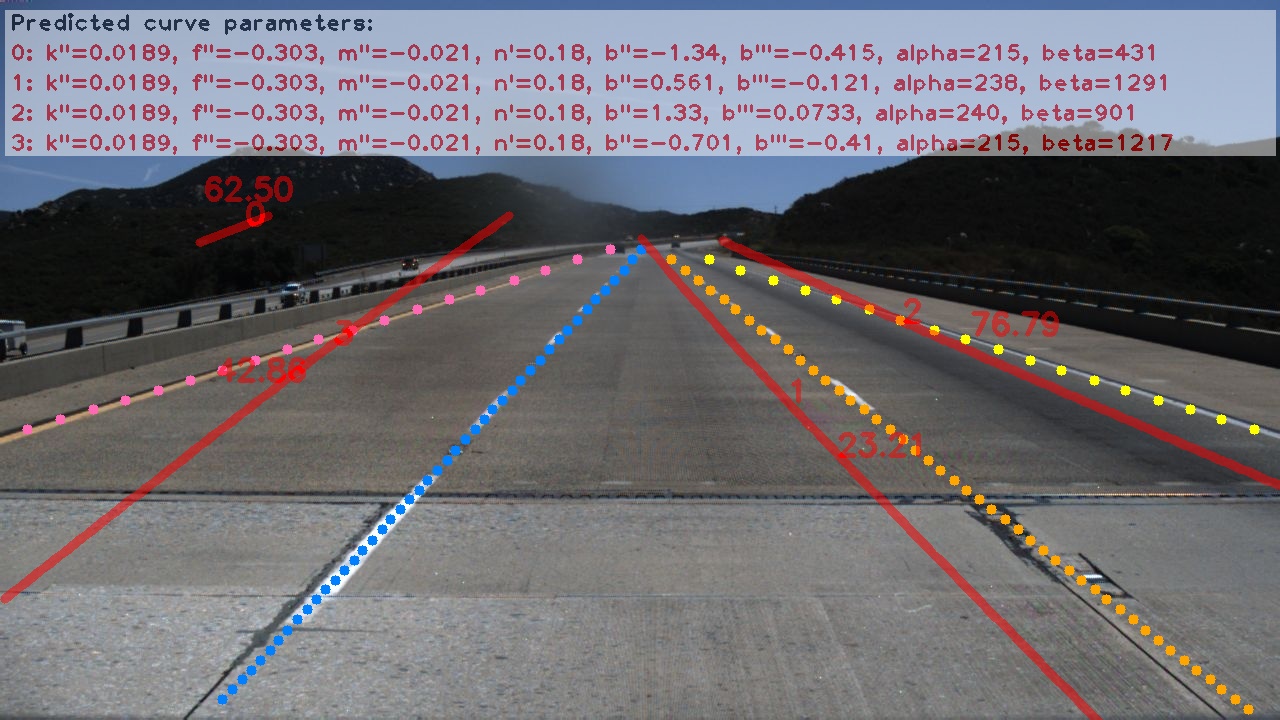 Predicted curve parameters:
0: k''=0.0189, f''=-0.303, m''=-0.021, n'=0.18, b''=-1.34, b'''=-0.415, alpha=215, beta=431
1: k''=0.0189, f''=-0.303, m''=-0.021, n'=0.18, b''=0.561, b'''=-0.121, alpha=238, beta=1291
2: k''=0.0189, f''=-0.303, m''=-0.021, n'=0.18, b''=1.33, b'''=0.0733, alpha=240, beta=901
3: k''=0.0189, f''=-0.303, m''=-0.021, n'=0.18, b''=-0.701, b'''=-0.41, alpha=215, beta=1217
62.50
0
2
76.79
3
42.86
1
23.21